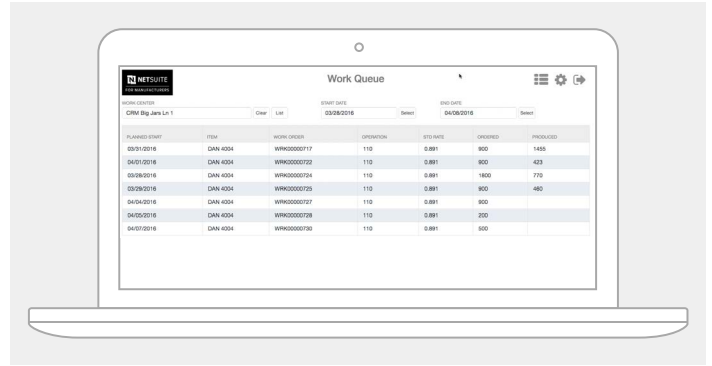 N NETSUITE
FOR MANUFACTURERS
Work Queue
WORK CENTER START DATE END DATE
CRM Big Jars Ln 1 Clear List 03/28/2016 Select 04/08/2016 Select
PLANNED START ITEM WORK ORDER OPERATION STD RATE ORDERED PRODUCED
03/31/2016 DAN 4004 WRK00000717 110 0.891 900 1455
04/01/2016 DAN 4004 WRK00000722 110 0.891 900 423
03/28/2016 DAN 4004 WRK00000724 110 0.891 1800 770
03/29/2016 DAN 4004 WRK00000725 110 0.891 900 460
04/04/2016 DAN 4004 WRK00000727 110 0.891 900
04/05/2016 DAN 4004 WRK00000728 110 0.891 200
04/07/2016 DAN 4004 WRK00000730 110 0.891 500